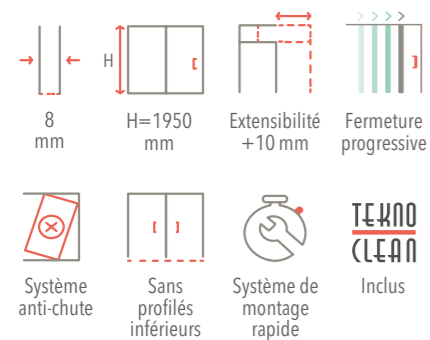 H
8
mm
H=1950
mm
Extensibilité
+10 mm
Fermeture
progressive
Système
anti-chute
Sans
profilés
inférieurs
Système de
montage
rapide
TEKNO
CLEAN
Inclus